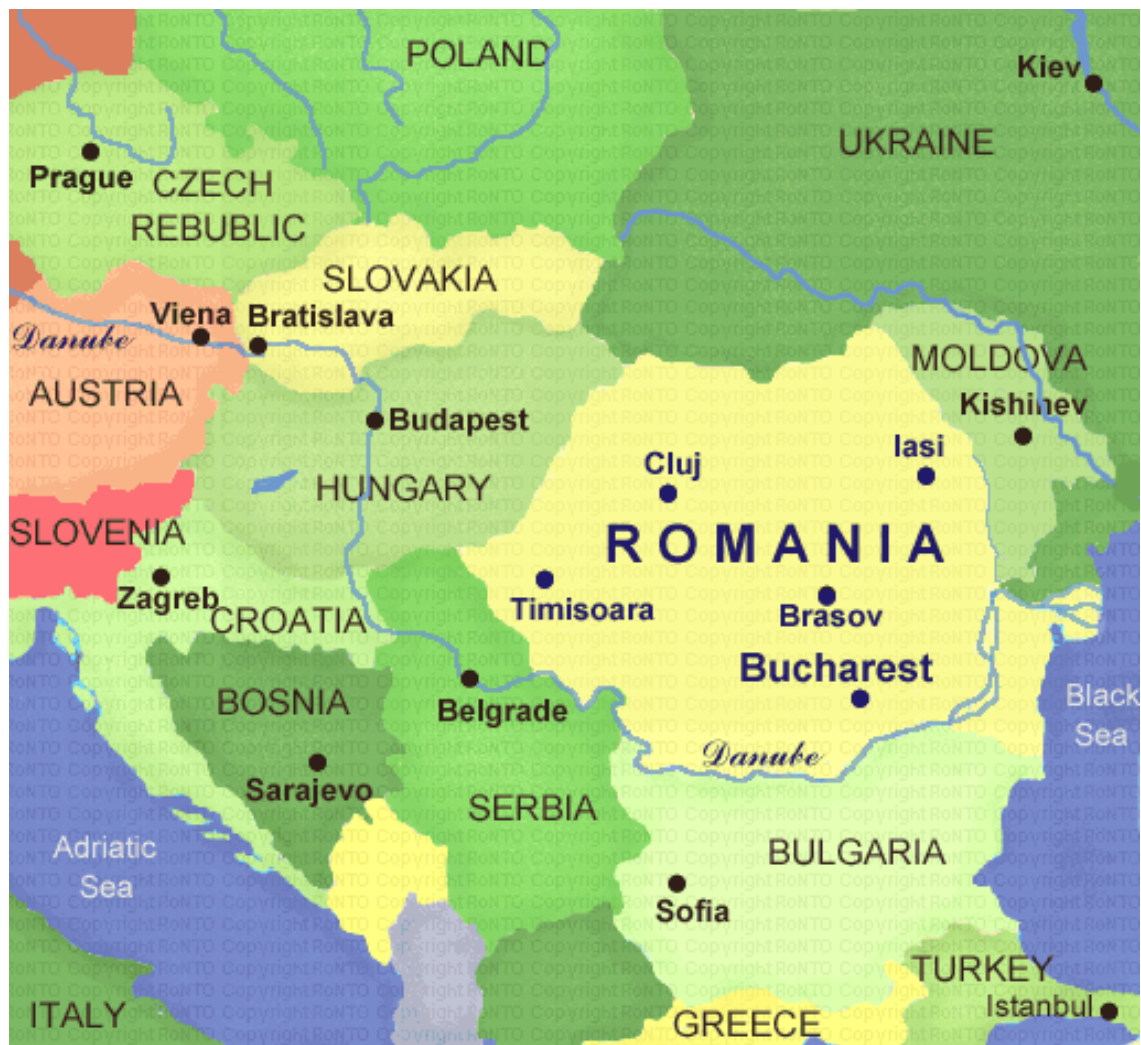 POLAND
Kiev
UKRAINE
Prague
CZECH
REBUBLIC
SLOVAKIA
Viena
Bratislava
Danube
MOLDOVA
AUSTRIA
Kishinev
Budapest
Iasi
Cluj
HUNGARY
SLOVENIA
ROMANIA
Zagreb
Timisoara
Brasov
CROATIA
Bucharest
BOSNIA
Belgrade
Black
Sea
Danube
Sarajevo
SERBIA
Adriatic
Sea
BULGARIA
Sofia
TURKEY
Istanbul
ITALY
GREECE
Copyright RoNTO